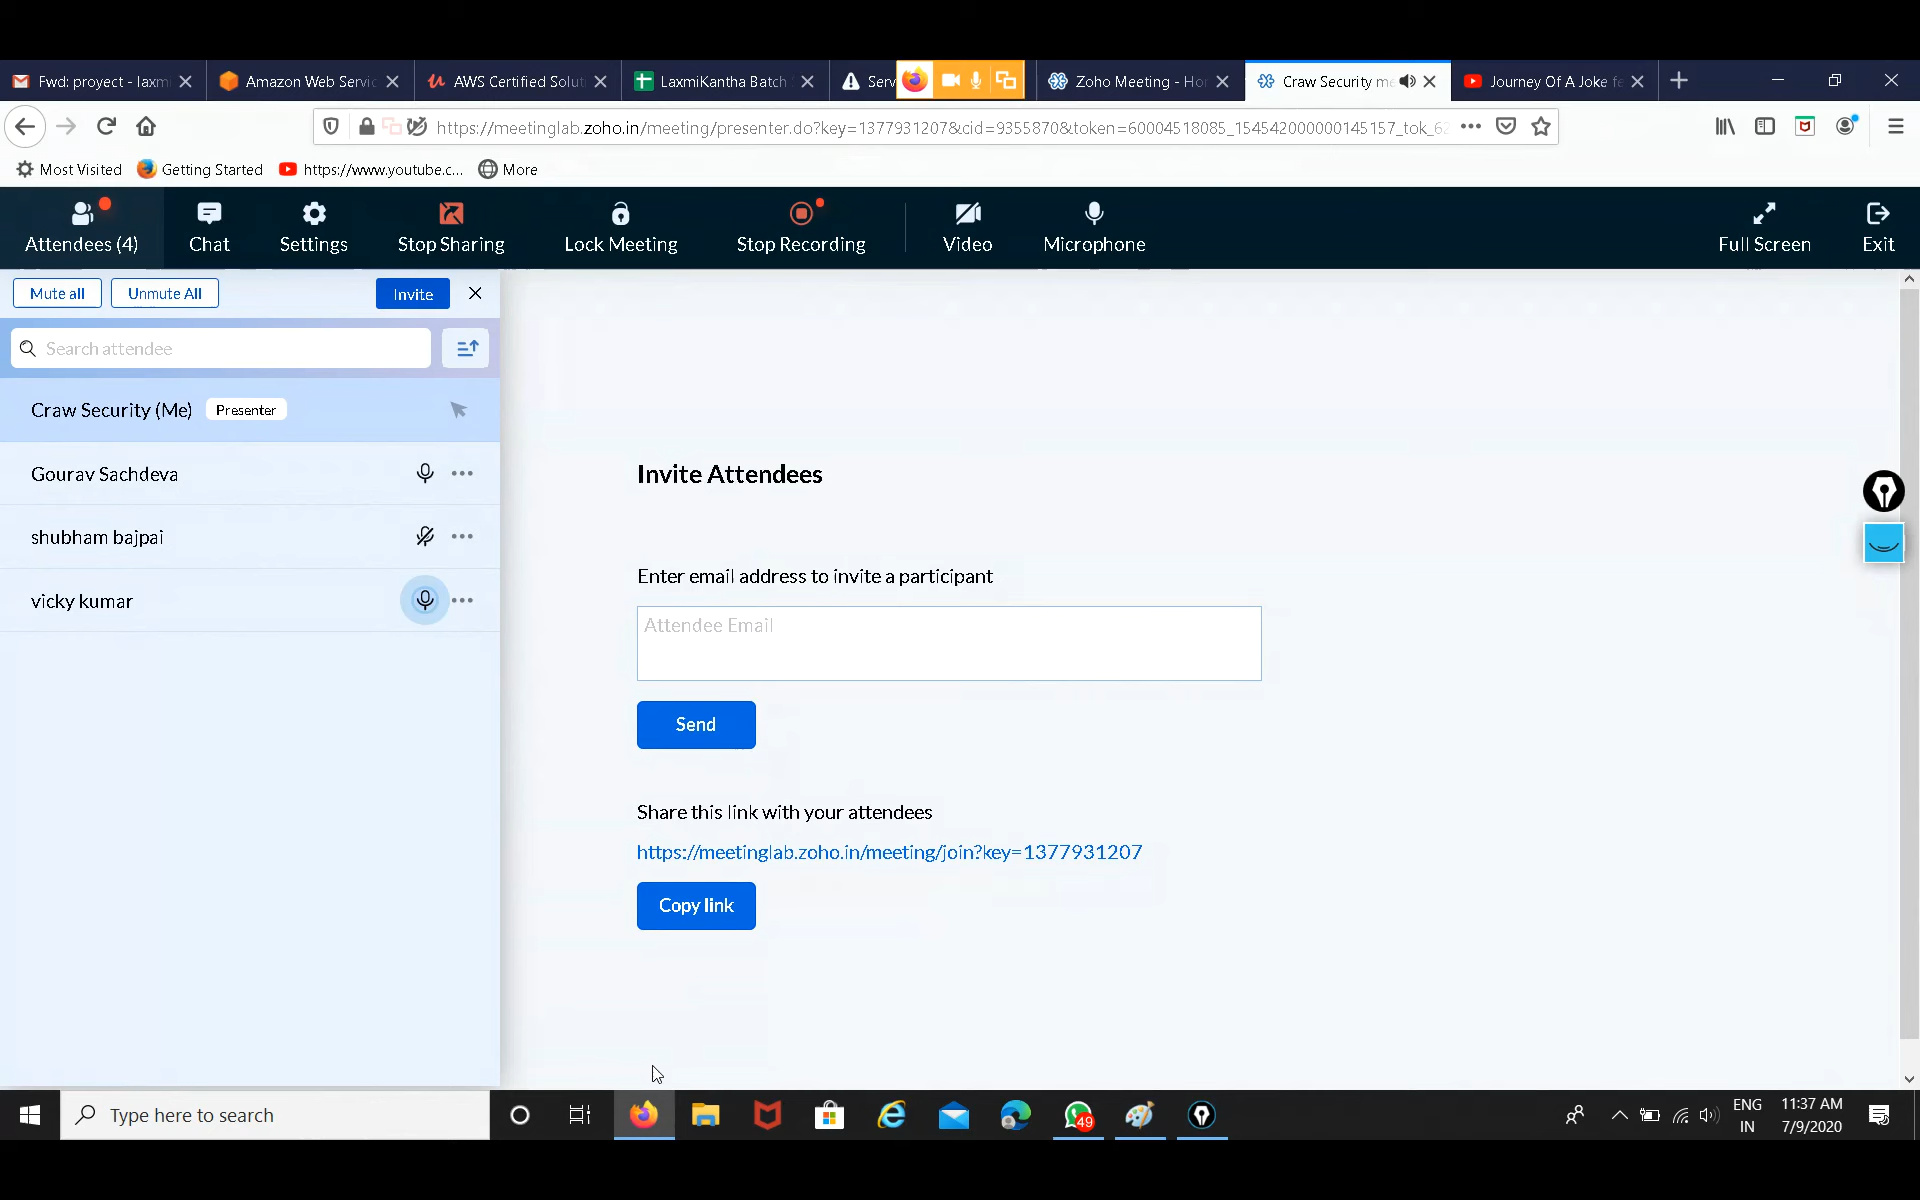 Fwd: proyect - laxm
Amazon Web Servic
AWS Certified Solut
LaxmiKantha Batch
Serv
Zoho Meeting - Ho
Craw Security me
Journey Of A Joke fe
https://meetinglab.zoho.in/meeting/presenter.do?key=1377931207&cid=9355870&token=60004518085_154542000000145157_tok_62
Most Visited
Getting Started
https://www.youtube.c...
More
Attendees (4)
Chat
Settings
Stop Sharing
Lock Meeting
Stop Recording
Video
Microphone
Full Screen
Exit
Mute all
Unmute All
Invite
Search attendee
Craw Security (Me)
Presenter
Gourav Sachdeva
shubham bajpai
vicky kumar
Invite Attendees
Enter email address to invite a participant
Attendee Email
Send
Share this link with your attendees
https://meetinglab.zoho.in/meeting/join?key=1377931207
Copy link
Type here to search
49
ENG
IN
11:37 AM
7/9/2020